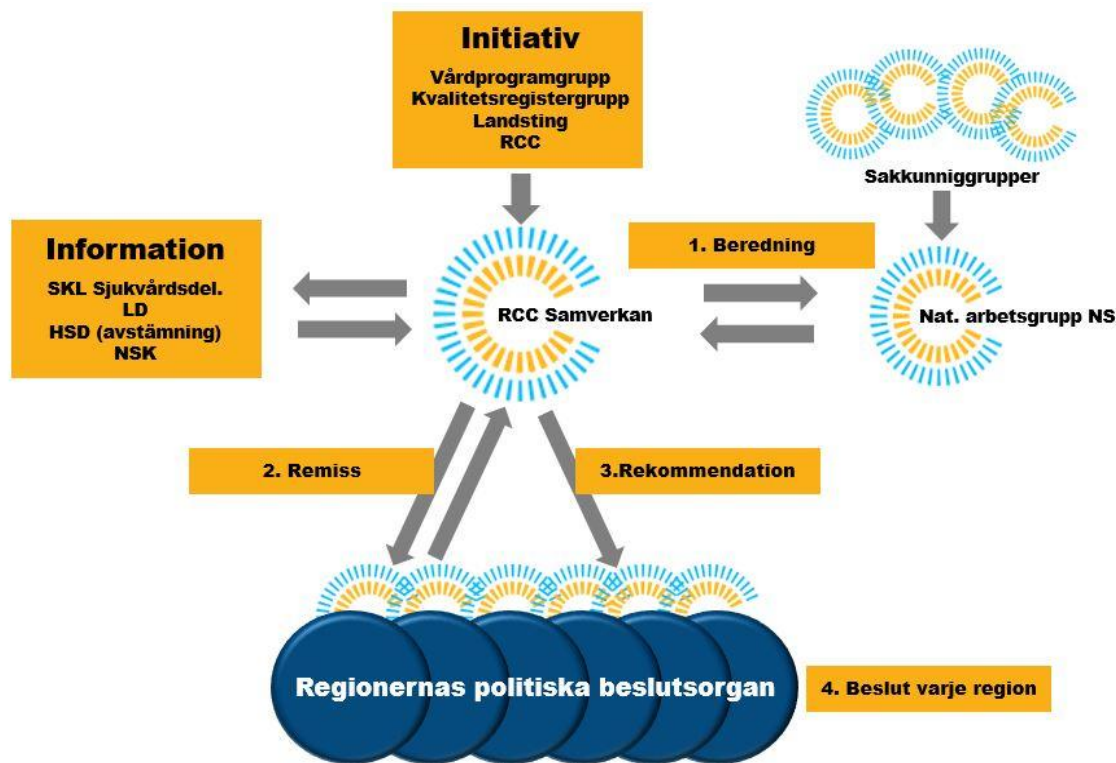 Initiativ
Vårdprogramgrupp
Kvalitetsregistergrupp
Landsting
RCC
Sakkunniggrupper
Information
SKL Sjukvårdsdel.
LD
HSD (avstämning)
NSK
1. Beredning
RCC Samverkan
Nat. arbetsgrupp NS
2. Remiss
3.Rekommendation
Regionernas politiska beslutsorgan
4. Beslut varje region